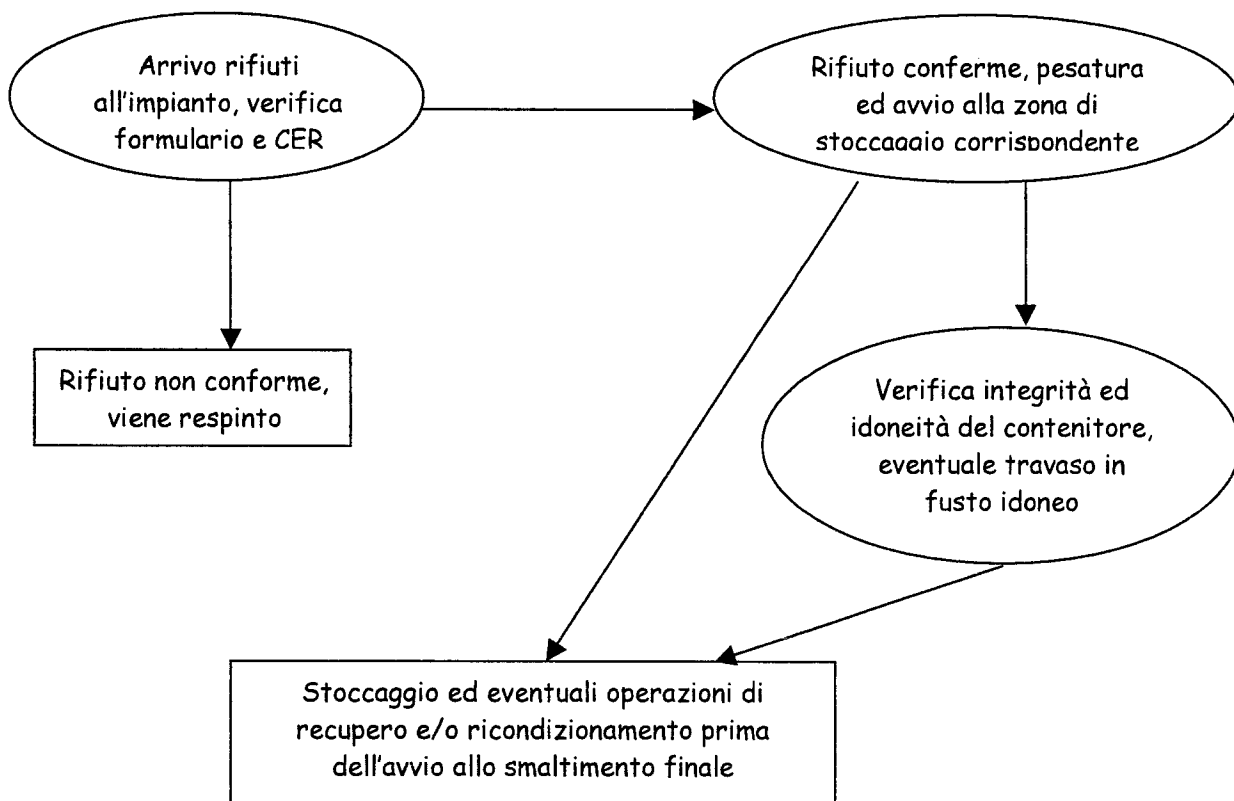 Arrivo rifiuti
all'impianto, verifica
formulario e CER
Rifiuto conferme, pesatura
ed avvio alla zona di
stoccaggio corrispondente
Rifiuto non conforme,
viene respinto
Verifica integrità ed
idoneità del contenitore,
eventuale travaso in
fusto idoneo
Stoccaggio ed eventuali operazioni di
recupero e/o ricondizionamento prima
dell'avvio allo smaltimento finale